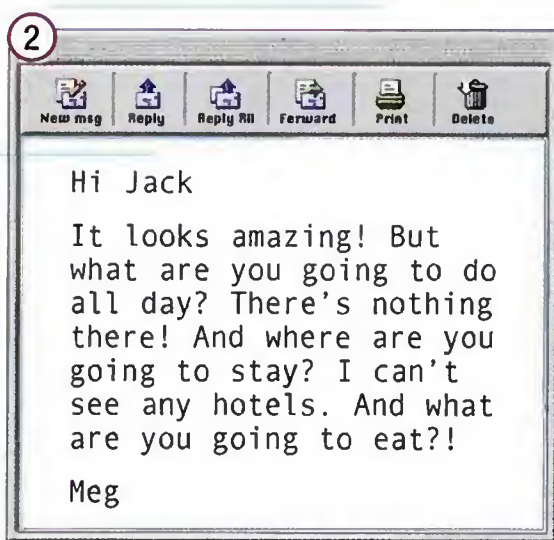 2
New msg
Reply
Reply All
Forward
Print
Delete
Hi Jack
It looks amazing! But
what are you going to do
all day? There's nothing
there! And where are you
going to stay? I can't
see any hotels. And what
are you going to eat?!
Meg